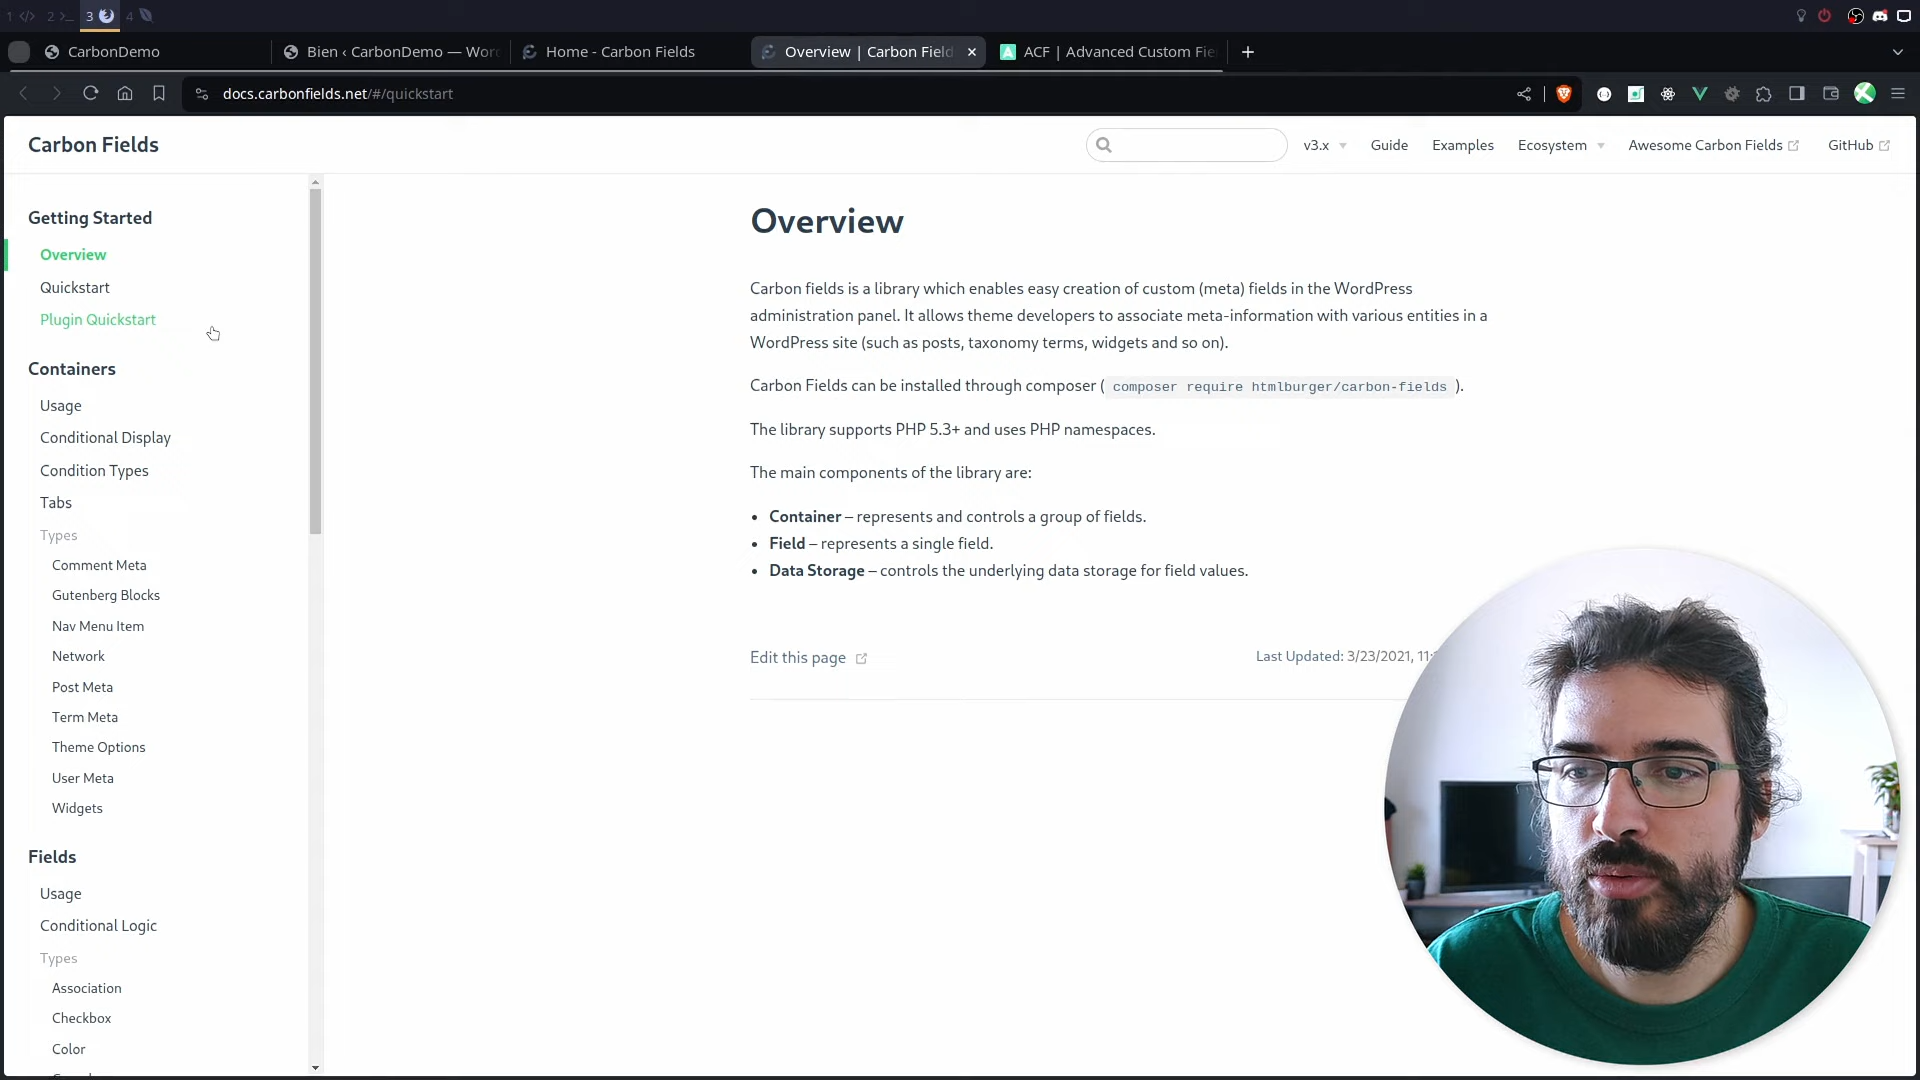 1 2 3 4
CarbonDemo
Bien ‹ CarbonDemo — Wor
Home - Carbon Fields
Overview | Carbon Field
ACF | Advanced Custom Fie
docs.carbonfields.net/#/quickstart
Carbon Fields
v3.x
Guide
Examples
Ecosystem
Awesome Carbon Fields
GitHub
Getting Started
Overview
Quickstart
Plugin Quickstart
Containers
Usage
Conditional Display
Condition Types
Tabs
Types
Comment Meta
Gutenberg Blocks
Nav Menu Item
Network
Post Meta
Term Meta
Theme Options
User Meta
Widgets
Fields
Usage
Conditional Logic
Types
Association
Checkbox
Color
Overview
Carbon fields is a library which enables easy creation of custom (meta) fields in the WordPress
administration panel. It allows theme developers to associate meta-information with various entities in a
WordPress site (such as posts, taxonomy terms, widgets and so on).
Carbon Fields can be installed through composer ( composer require htmlburger/carbon-fields ).
The library supports PHP 5.3+ and uses PHP namespaces.
The main components of the library are:
• Container – represents and controls a group of fields.
• Field – represents a single field.
• Data Storage – controls the underlying data storage for field values.
Edit this page
Last Updated: 3/23/2021, 11: